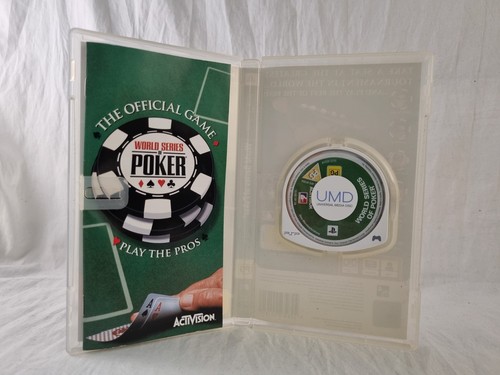 THE OFFICIAL GAME
WORLD SERIES
OF
POKER
PLAY THE PROS
ACTIVISION
UMD
UNIVERSAL MEDIA DISC
WORLD SERIES
OF POKER
PSP